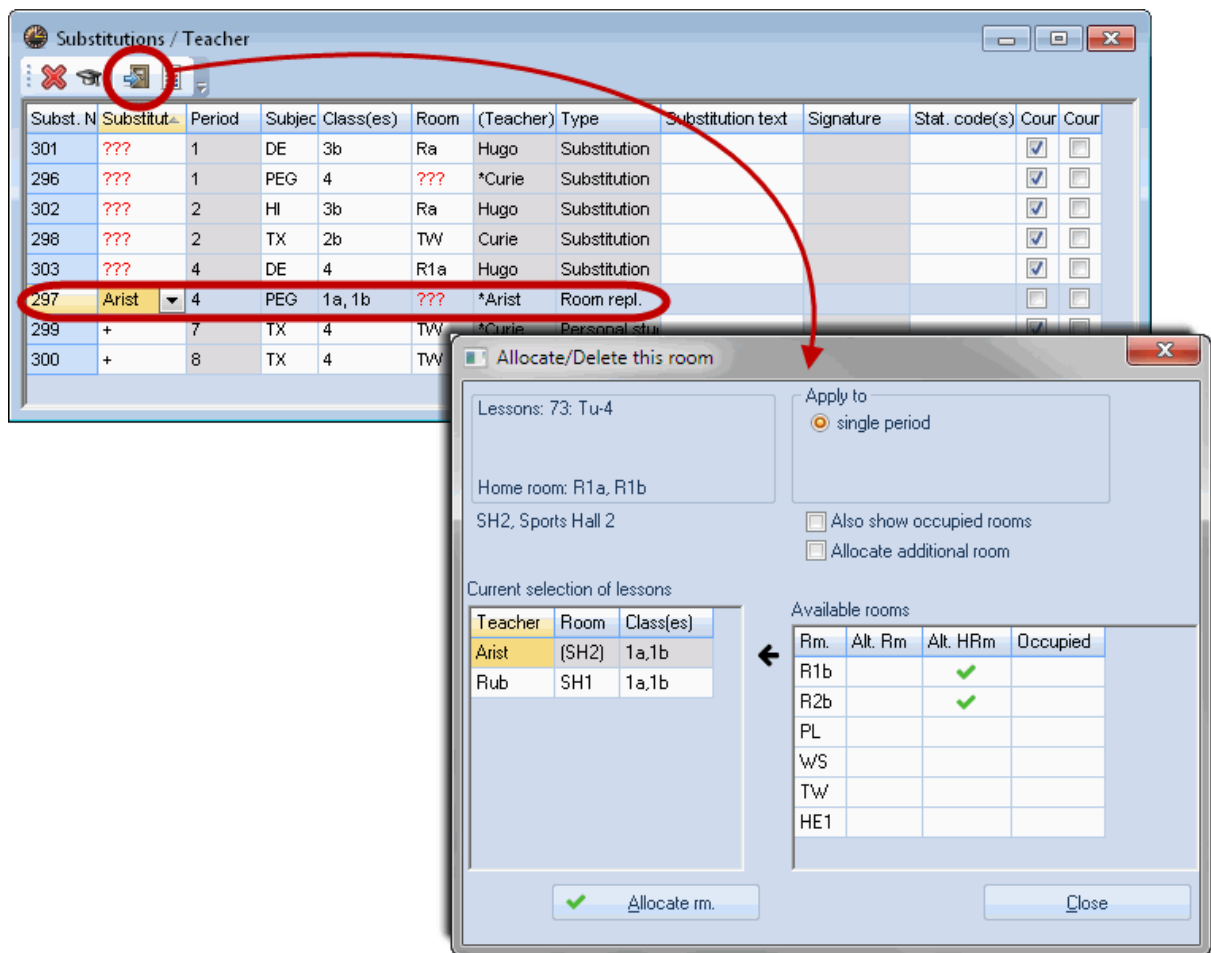 Substitutions / Teacher
Subst. N Substitut Period Subjec Class(es) Room (Teacher) Type Substitution text Signature Stat. code(s) Cour Cour
301 ??? 1 DE 3b Ra Hugo Substitution
296 ??? 1 PEG 4 ??? *Curie Substitution
302 ??? 2 HI 3b Ra Hugo Substitution
298 ??? 2 TX 2b TW Curie Substitution
303 ??? 4 DE 4 R1a Hugo Substitution
297 Arist 4 PEG 1a, 1b ??? *Arist Room repl.
299 + 7 TX 4 TW *Curie Personal stu
300 + 8 TX 4 TW
Allocate/Delete this room
Lessons: 73: Tu-4
Home room: R1a, R1b
SH2, Sports Hall 2
Apply to
single period
Also show occupied rooms
Allocate additional room
Current selection of lessons
Teacher Room Class(es)
Arist (SH2) 1a,1b
Rub SH1 1a,1b
Available rooms
Rm. Alt. Rm Alt. HRm Occupied
R1b
R2b
PL
WS
TW
HE1
Allocate rm.
Close